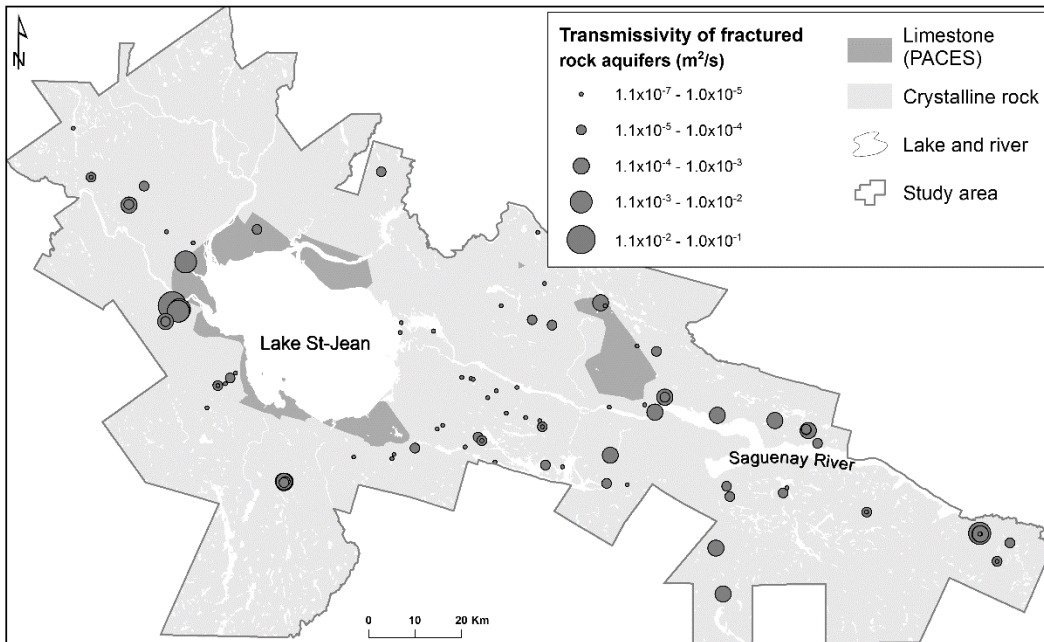 N
Transmissivity of fractured
rock aquifers (m²/s)
1.1x10⁻⁷ - 1.0x10⁻⁵
1.1x10⁻⁵ - 1.0x10⁻⁴
1.1x10⁻⁴ - 1.0x10⁻³
1.1x10⁻³ - 1.0x10⁻²
1.1x10⁻² - 1.0x10⁻¹
Limestone
(PACES)
Crystalline rock
Lake and river
Study area
Lake St-Jean
Saguenay River
0 10 20 Km